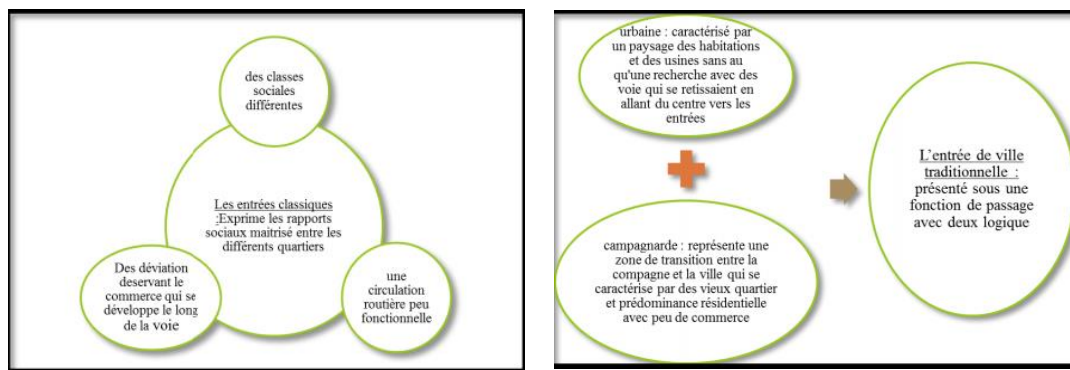 des classes
sociales
différentes
Les entrées classiques
:Exprime les rapports
sociaux maitrisé entre les
différents quartiers
Des déviation
deservant le
commerce qui se
développe le long
de la voie
une
circulation
routière peu
fonctionnelle
urbaine : caractérisé par
un paysage des habitations
et des usines sans au
qu'une recherche avec des
voie qui se retissaient en
allant du centre vers les
entrées
campagnarde : représente une
zone de transition entre la
compagne et la ville qui se
caractérise par des vieux quartier
et prédominance résidentielle
avec peu de commerce
L'entrée de ville
traditionnelle :
présenté sous une
fonction de passage
avec deux logique